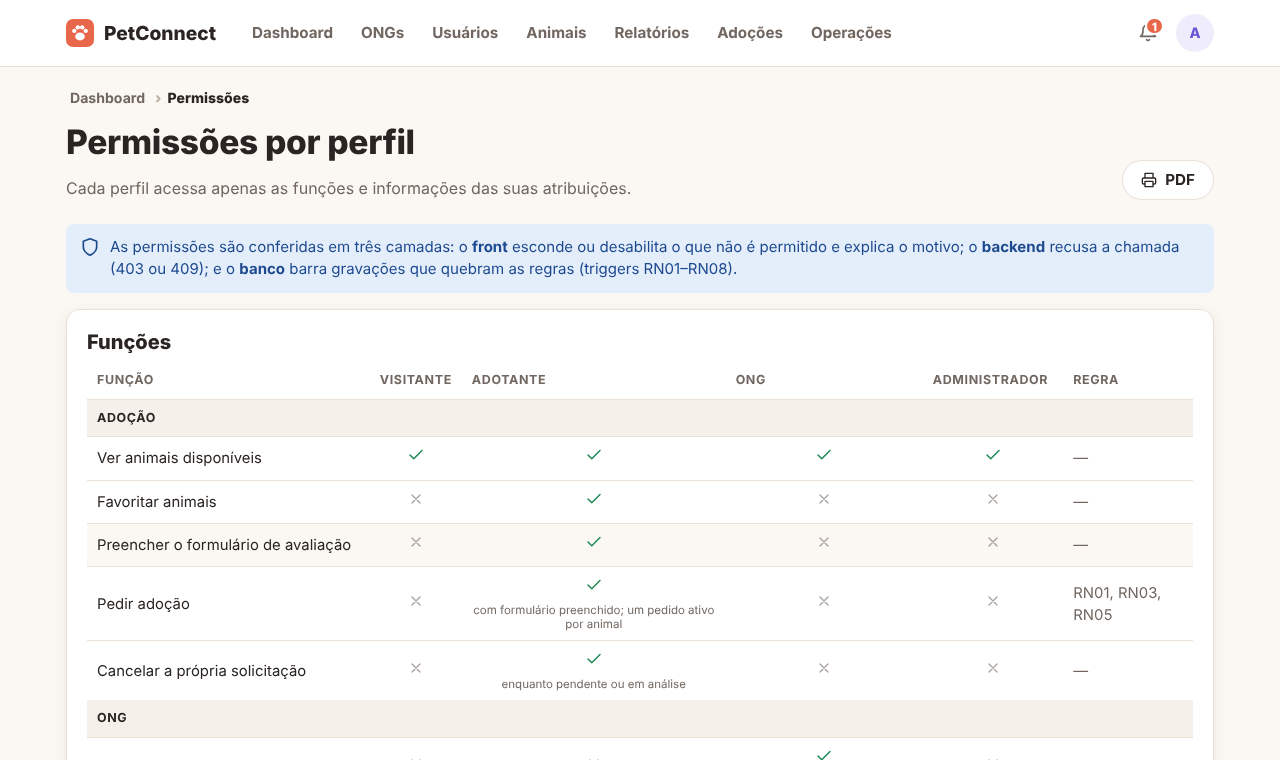 PetConnect Dashboard ONGs Usuários Animais Relatórios Adoções Operações 1 A
Dashboard › Permissões
Permissões por perfil
Cada perfil acessa apenas as funções e informações das suas atribuições.
PDF
As permissões são conferidas em três camadas: o front esconde ou desabilita o que não é permitido e explica o motivo; o backend recusa a chamada
(403 ou 409); e o banco barra gravações que quebram as regras (triggers RN01–RN08).
Funções
FUNÇÃO VISITANTE ADOTANTE ONG ADMINISTRADOR REGRA
ADOÇÃO
Ver animais disponíveis —
Favoritar animais —
Preencher o formulário de avaliação —
Pedir adoção
com formulário preenchido; um pedido ativo
por animal
RN01, RN03,
RN05
Cancelar a própria solicitação —
enquanto pendente ou em análise
ONG